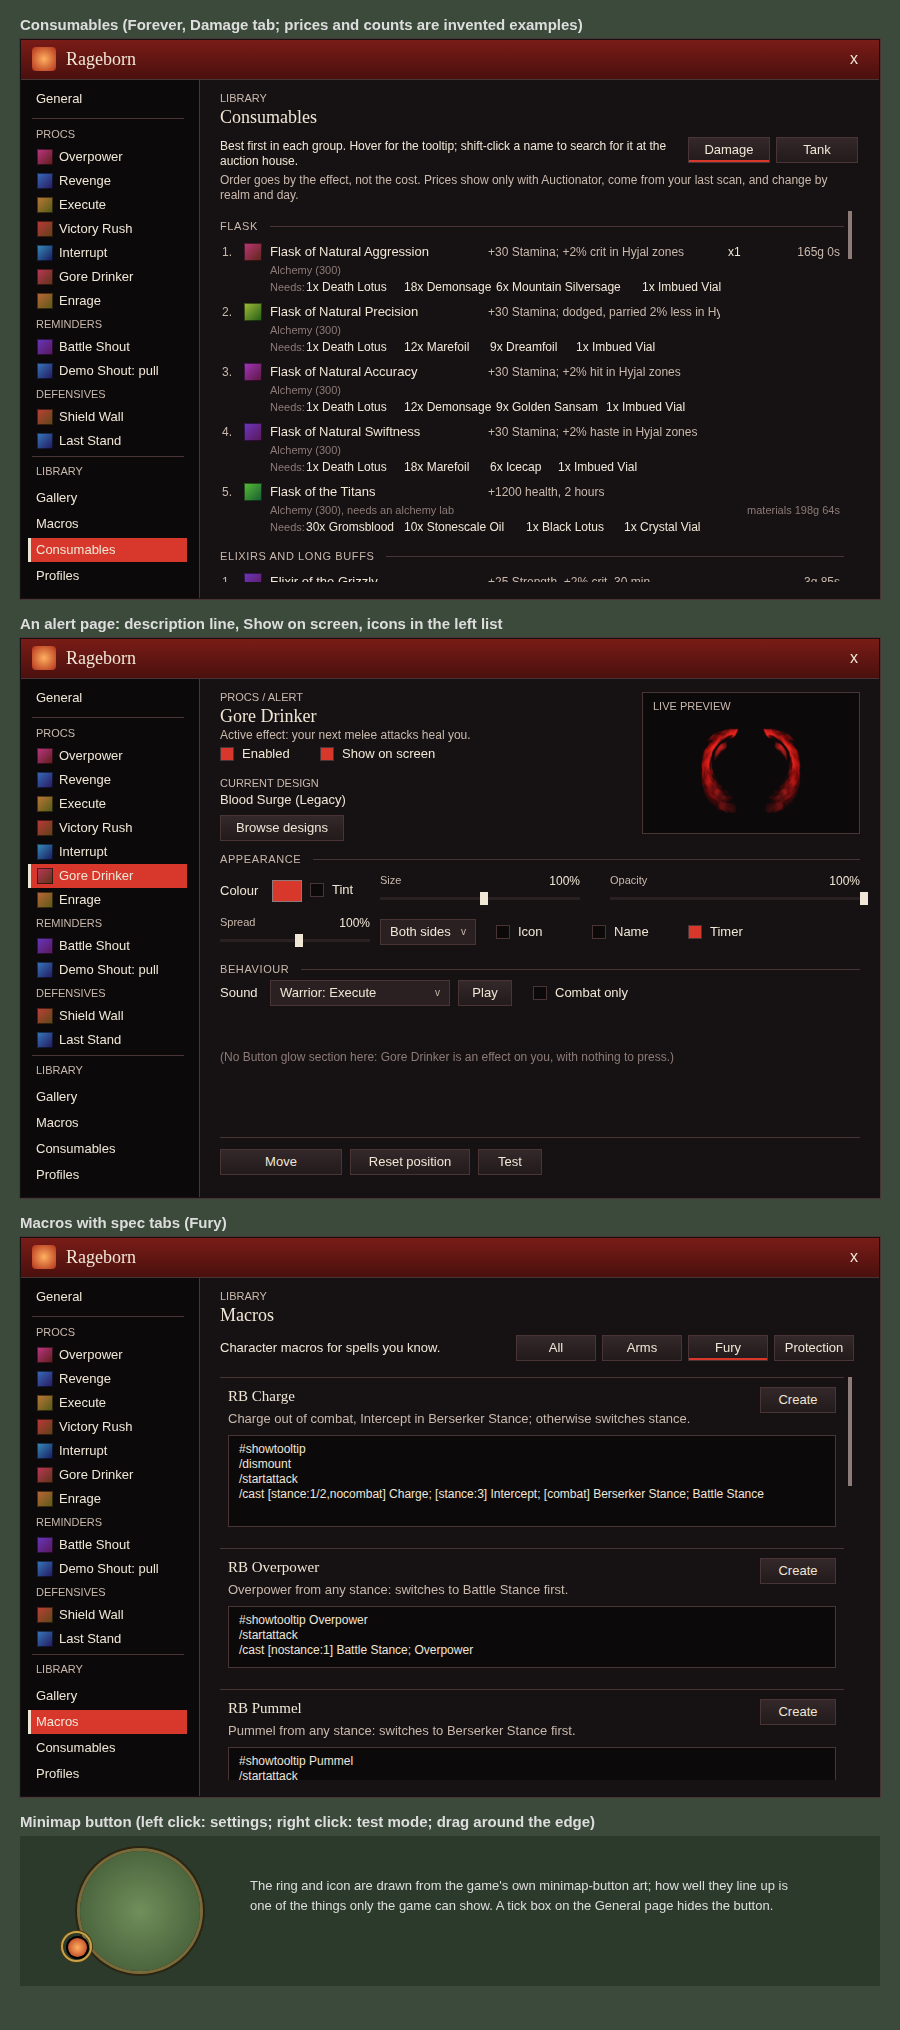 Consumables (Forever, Damage tab; prices and counts are invented examples)
Rageborn
x
General
PROCS
Overpower
Revenge
Execute
Victory Rush
Interrupt
Gore Drinker
Enrage
REMINDERS
Battle Shout
Demo Shout: pull
DEFENSIVES
Shield Wall
Last Stand
LIBRARY
Gallery
Macros
Consumables
Profiles
LIBRARY
Consumables
Best first in each group. Hover for the tooltip; shift-click a name to search for it at the
auction house.
Damage Tank
Order goes by the effect, not the cost. Prices show only with Auctionator, come from your last scan, and change by
realm and day.
FLASK
1. Flask of Natural Aggression +30 Stamina; +2% crit in Hyjal zones x1 165g 0s
Alchemy (300)
Needs: 1x Death Lotus 18x Demonsage 6x Mountain Silversage 1x Imbued Vial
2. Flask of Natural Precision +30 Stamina; dodged, parried 2% less in Hy
Alchemy (300)
Needs: 1x Death Lotus 12x Marefoil 9x Dreamfoil 1x Imbued Vial
3. Flask of Natural Accuracy +30 Stamina; +2% hit in Hyjal zones
Alchemy (300)
Needs: 1x Death Lotus 12x Demonsage 9x Golden Sansam 1x Imbued Vial
4. Flask of Natural Swiftness +30 Stamina; +2% haste in Hyjal zones
Alchemy (300)
Needs: 1x Death Lotus 18x Marefoil 6x Icecap 1x Imbued Vial
5. Flask of the Titans +1200 health, 2 hours
Alchemy (300), needs an alchemy lab materials 198g 64s
Needs: 30x Gromsblood 10x Stonescale Oil 1x Black Lotus 1x Crystal Vial
ELIXIRS AND LONG BUFFS
1. Elixir of the Grizzly +25 Strength, +2% crit, 30 min 3g 85s
An alert page: description line, Show on screen, icons in the left list
Rageborn
x
General
PROCS
Overpower
Revenge
Execute
Victory Rush
Interrupt
Gore Drinker
Enrage
REMINDERS
Battle Shout
Demo Shout: pull
DEFENSIVES
Shield Wall
Last Stand
LIBRARY
Gallery
Macros
Consumables
Profiles
PROCS / ALERT
Gore Drinker
Active effect: your next melee attacks heal you.
Enabled Show on screen
LIVE PREVIEW
CURRENT DESIGN
Blood Surge (Legacy)
Browse designs
APPEARANCE
Colour Tint Size 100% Opacity 100%
Spread 100% Both sides v Icon Name Timer
BEHAVIOUR
Sound Warrior: Execute v Play Combat only
(No Button glow section here: Gore Drinker is an effect on you, with nothing to press.)
Move Reset position Test
Macros with spec tabs (Fury)
Rageborn
x
General
PROCS
Overpower
Revenge
Execute
Victory Rush
Interrupt
Gore Drinker
Enrage
REMINDERS
Battle Shout
Demo Shout: pull
DEFENSIVES
Shield Wall
Last Stand
LIBRARY
Gallery
Macros
Consumables
Profiles
LIBRARY
Macros
Character macros for spells you know.
All Arms Fury Protection
RB Charge
Create
Charge out of combat, Intercept in Berserker Stance; otherwise switches stance.
#showtooltip
/dismount
/startattack
/cast [stance:1/2,nocombat] Charge; [stance:3] Intercept; [combat] Berserker Stance; Battle Stance
RB Overpower
Create
Overpower from any stance: switches to Battle Stance first.
#showtooltip Overpower
/startattack
/cast [nostance:1] Battle Stance; Overpower
RB Pummel
Create
Pummel from any stance: switches to Berserker Stance first.
#showtooltip Pummel
/startattack
Minimap button (left click: settings; right click: test mode; drag around the edge)
The ring and icon are drawn from the game's own minimap-button art; how well they line up is
one of the things only the game can show. A tick box on the General page hides the button.